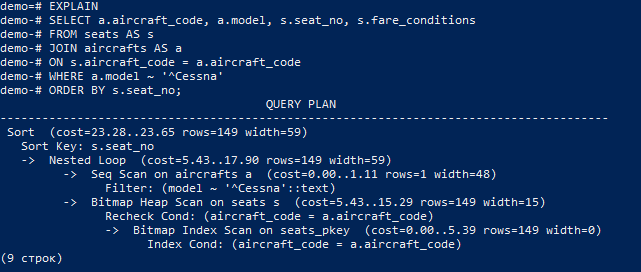 demo=# EXPLAIN
demo-# SELECT a.aircraft_code, a.model, s.seat_no, s.fare_conditions
demo-# FROM seats AS s
demo-# JOIN aircrafts AS a
demo-# ON s.aircraft_code = a.aircraft_code
demo-# WHERE a.model ~ '^Cessna'
demo-# ORDER BY s.seat_no;
QUERY PLAN
------------------------------------------------------------------------------------
Sort  (cost=23.28..23.65 rows=149 width=59)
Sort Key: s.seat_no
->  Nested Loop  (cost=5.43..17.90 rows=149 width=59)
->  Seq Scan on aircrafts a  (cost=0.00..1.11 rows=1 width=48)
Filter: (model ~ '^Cessna'::text)
->  Bitmap Heap Scan on seats s  (cost=5.43..15.29 rows=149 width=15)
Recheck Cond: (aircraft_code = a.aircraft_code)
->  Bitmap Index Scan on seats_pkey  (cost=0.00..5.39 rows=149 width=0)
Index Cond: (aircraft_code = a.aircraft_code)
(9 строк)